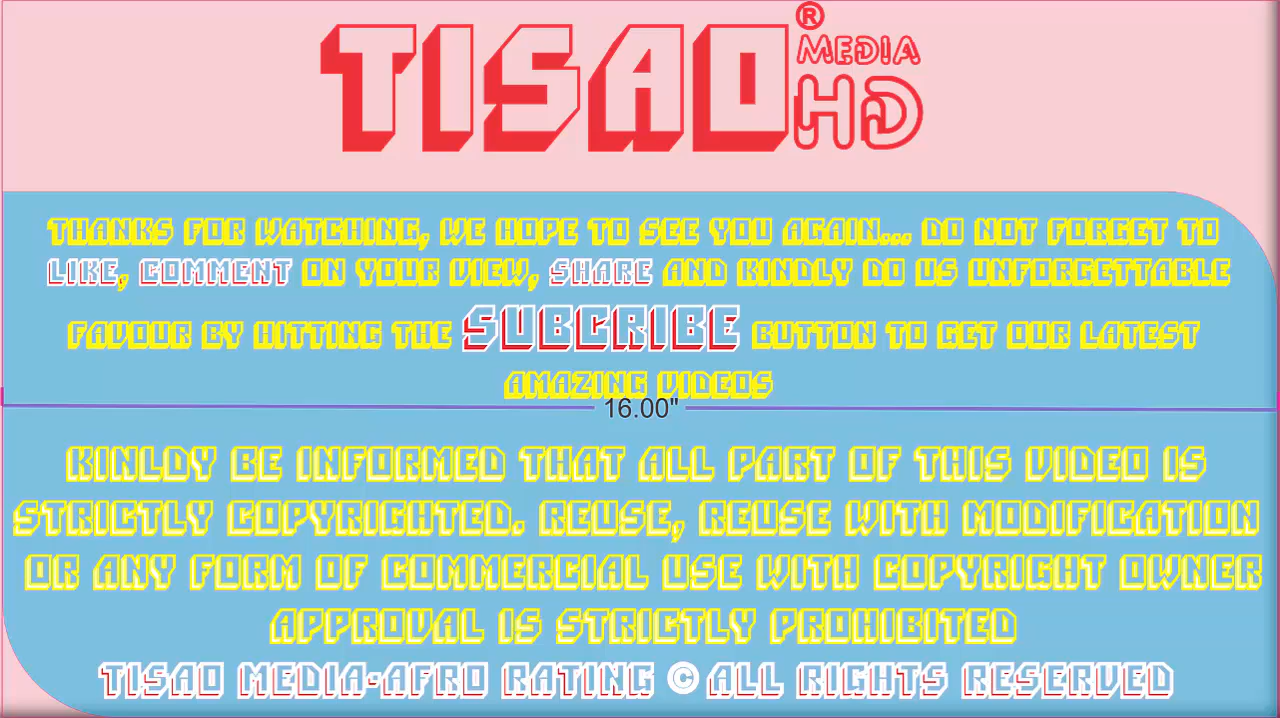 TISAO ® MEDIA HD
THANKS FOR WATCHING, WE HOPE TO SEE YOU AGAIN... DO NOT FORGET TO
LIKE, COMMENT ON YOUR VIEW, SHARE AND KINDLY DO US UNFORGETTABLE
FAVOUR BY HITTING THE SUBCRIBE BUTTON TO GET OUR LATEST
AMAZING VIDEOS
16.00"
KINLDY BE INFORMED THAT ALL PART OF THIS VIDEO IS
STRICTLY COPYRIGHTED. REUSE, REUSE WITH MODIFICATION
OR ANY FORM OF COMMERCIAL USE WITH COPYRIGHT OWNER
APPROVAL IS STRICTLY PROHIBITED
TISAO MEDIA-AFRO RATING © ALL RIGHTS RESERVED